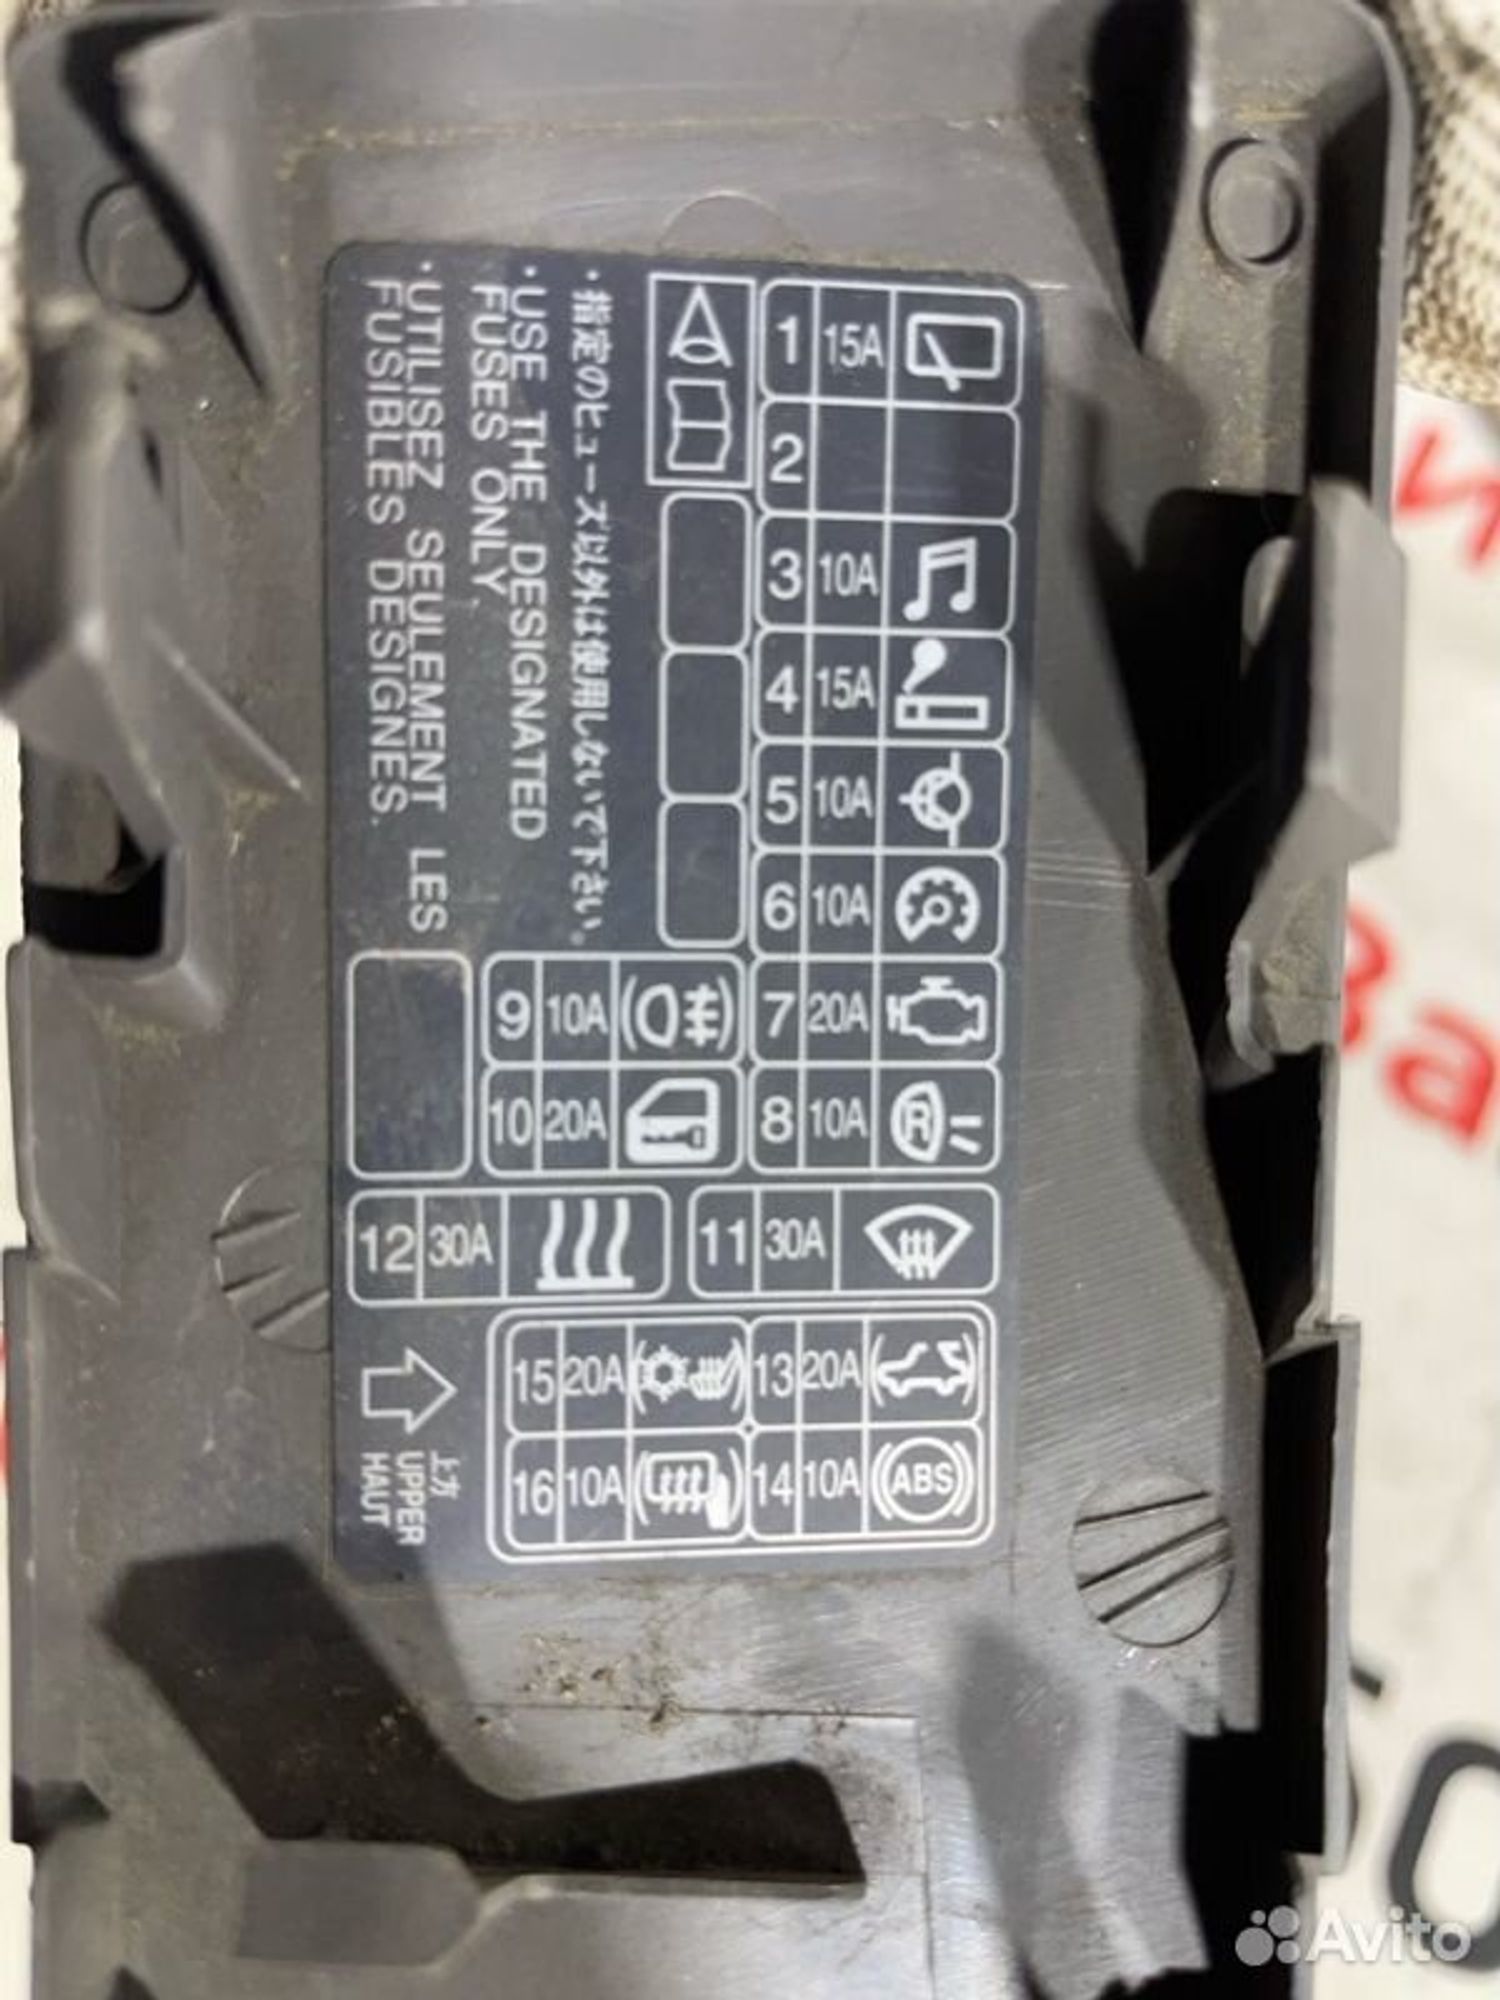 1 15A
2
3 10A
4 15A
5 10A
6 10A
7 20A
8 10A R
9 10A
10 20A
11 30A
12 30A
13 20A
14 10A ABS
15 20A
16 10A
・指定のヒューズ以外は使用しないで下さい。
・USE THE DESIGNATED
FUSES ONLY
・UTILISEZ SEULEMENT LES
FUSIBLES DESIGNES.
上方
UPPER
HAUT
Avito